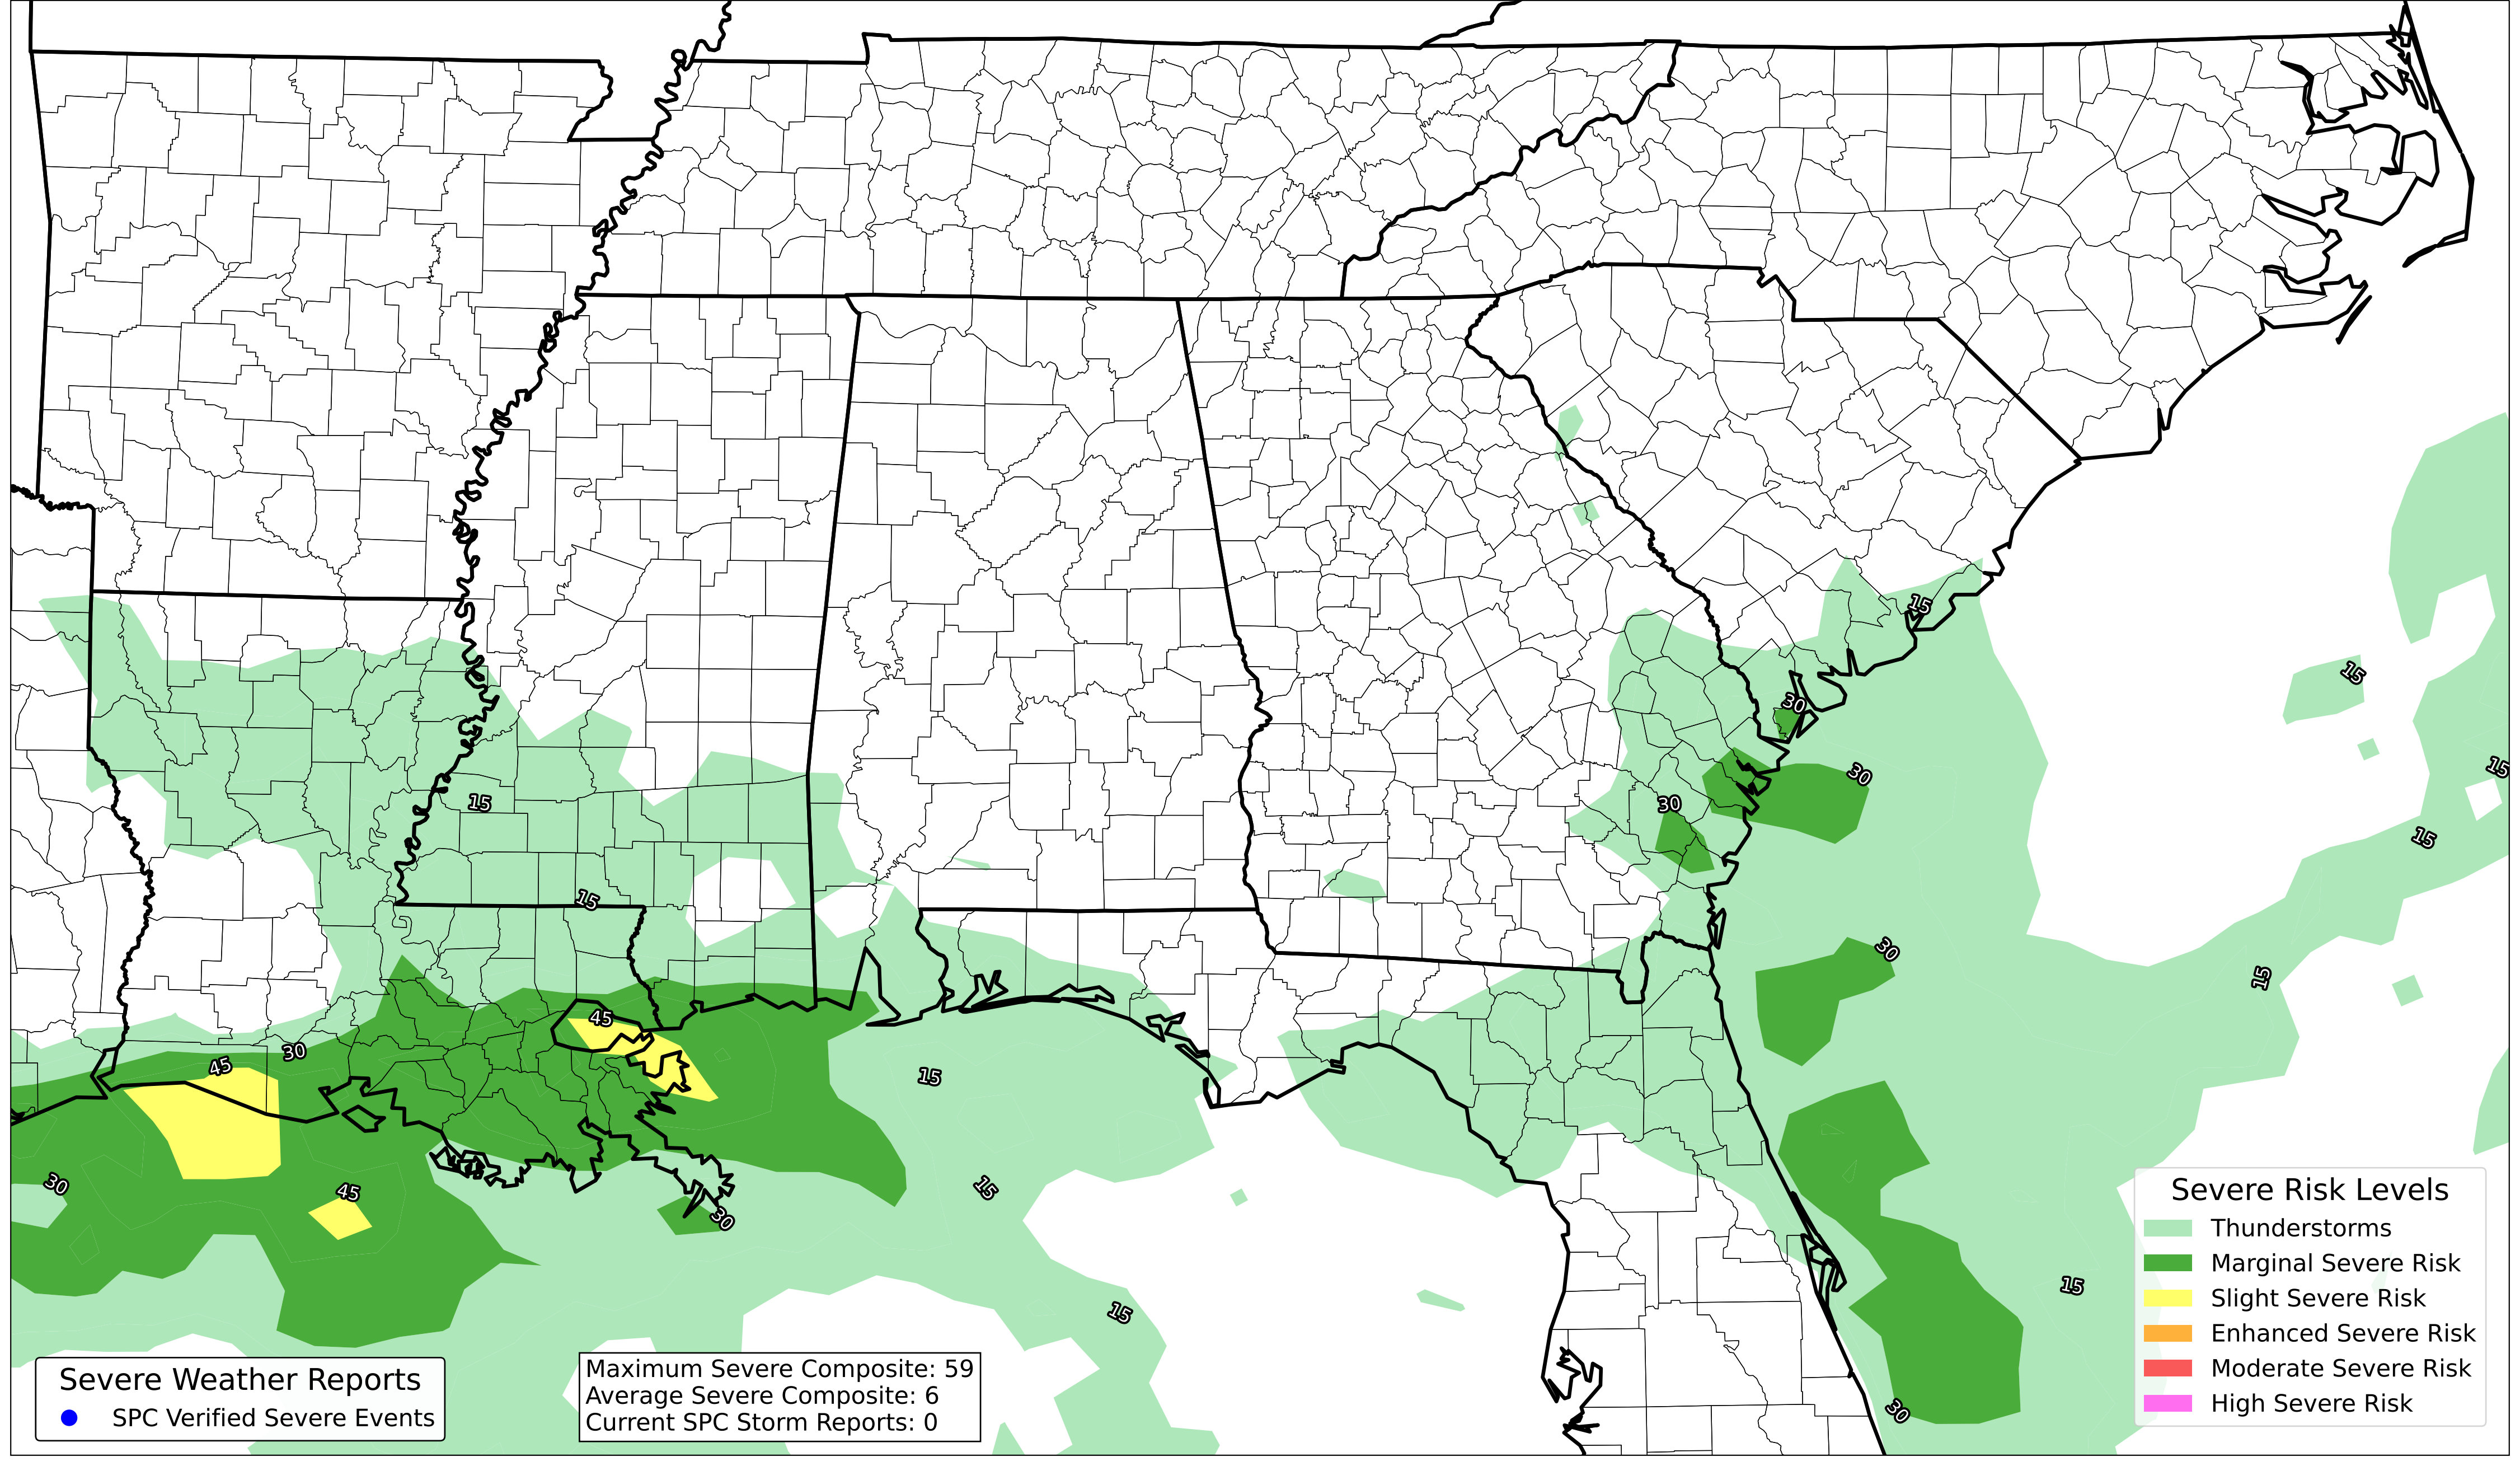 15
15
30
15
30
30
15
15
15
15
30
15
45
30
45
15
30
45
30
15
15
15
30
Severe Risk Levels
Thunderstorms
Marginal Severe Risk
Slight Severe Risk
Enhanced Severe Risk
Moderate Severe Risk
High Severe Risk
Severe Weather Reports
SPC Verified Severe Events
Maximum Severe Composite: 59
Average Severe Composite: 6
Current SPC Storm Reports: 0